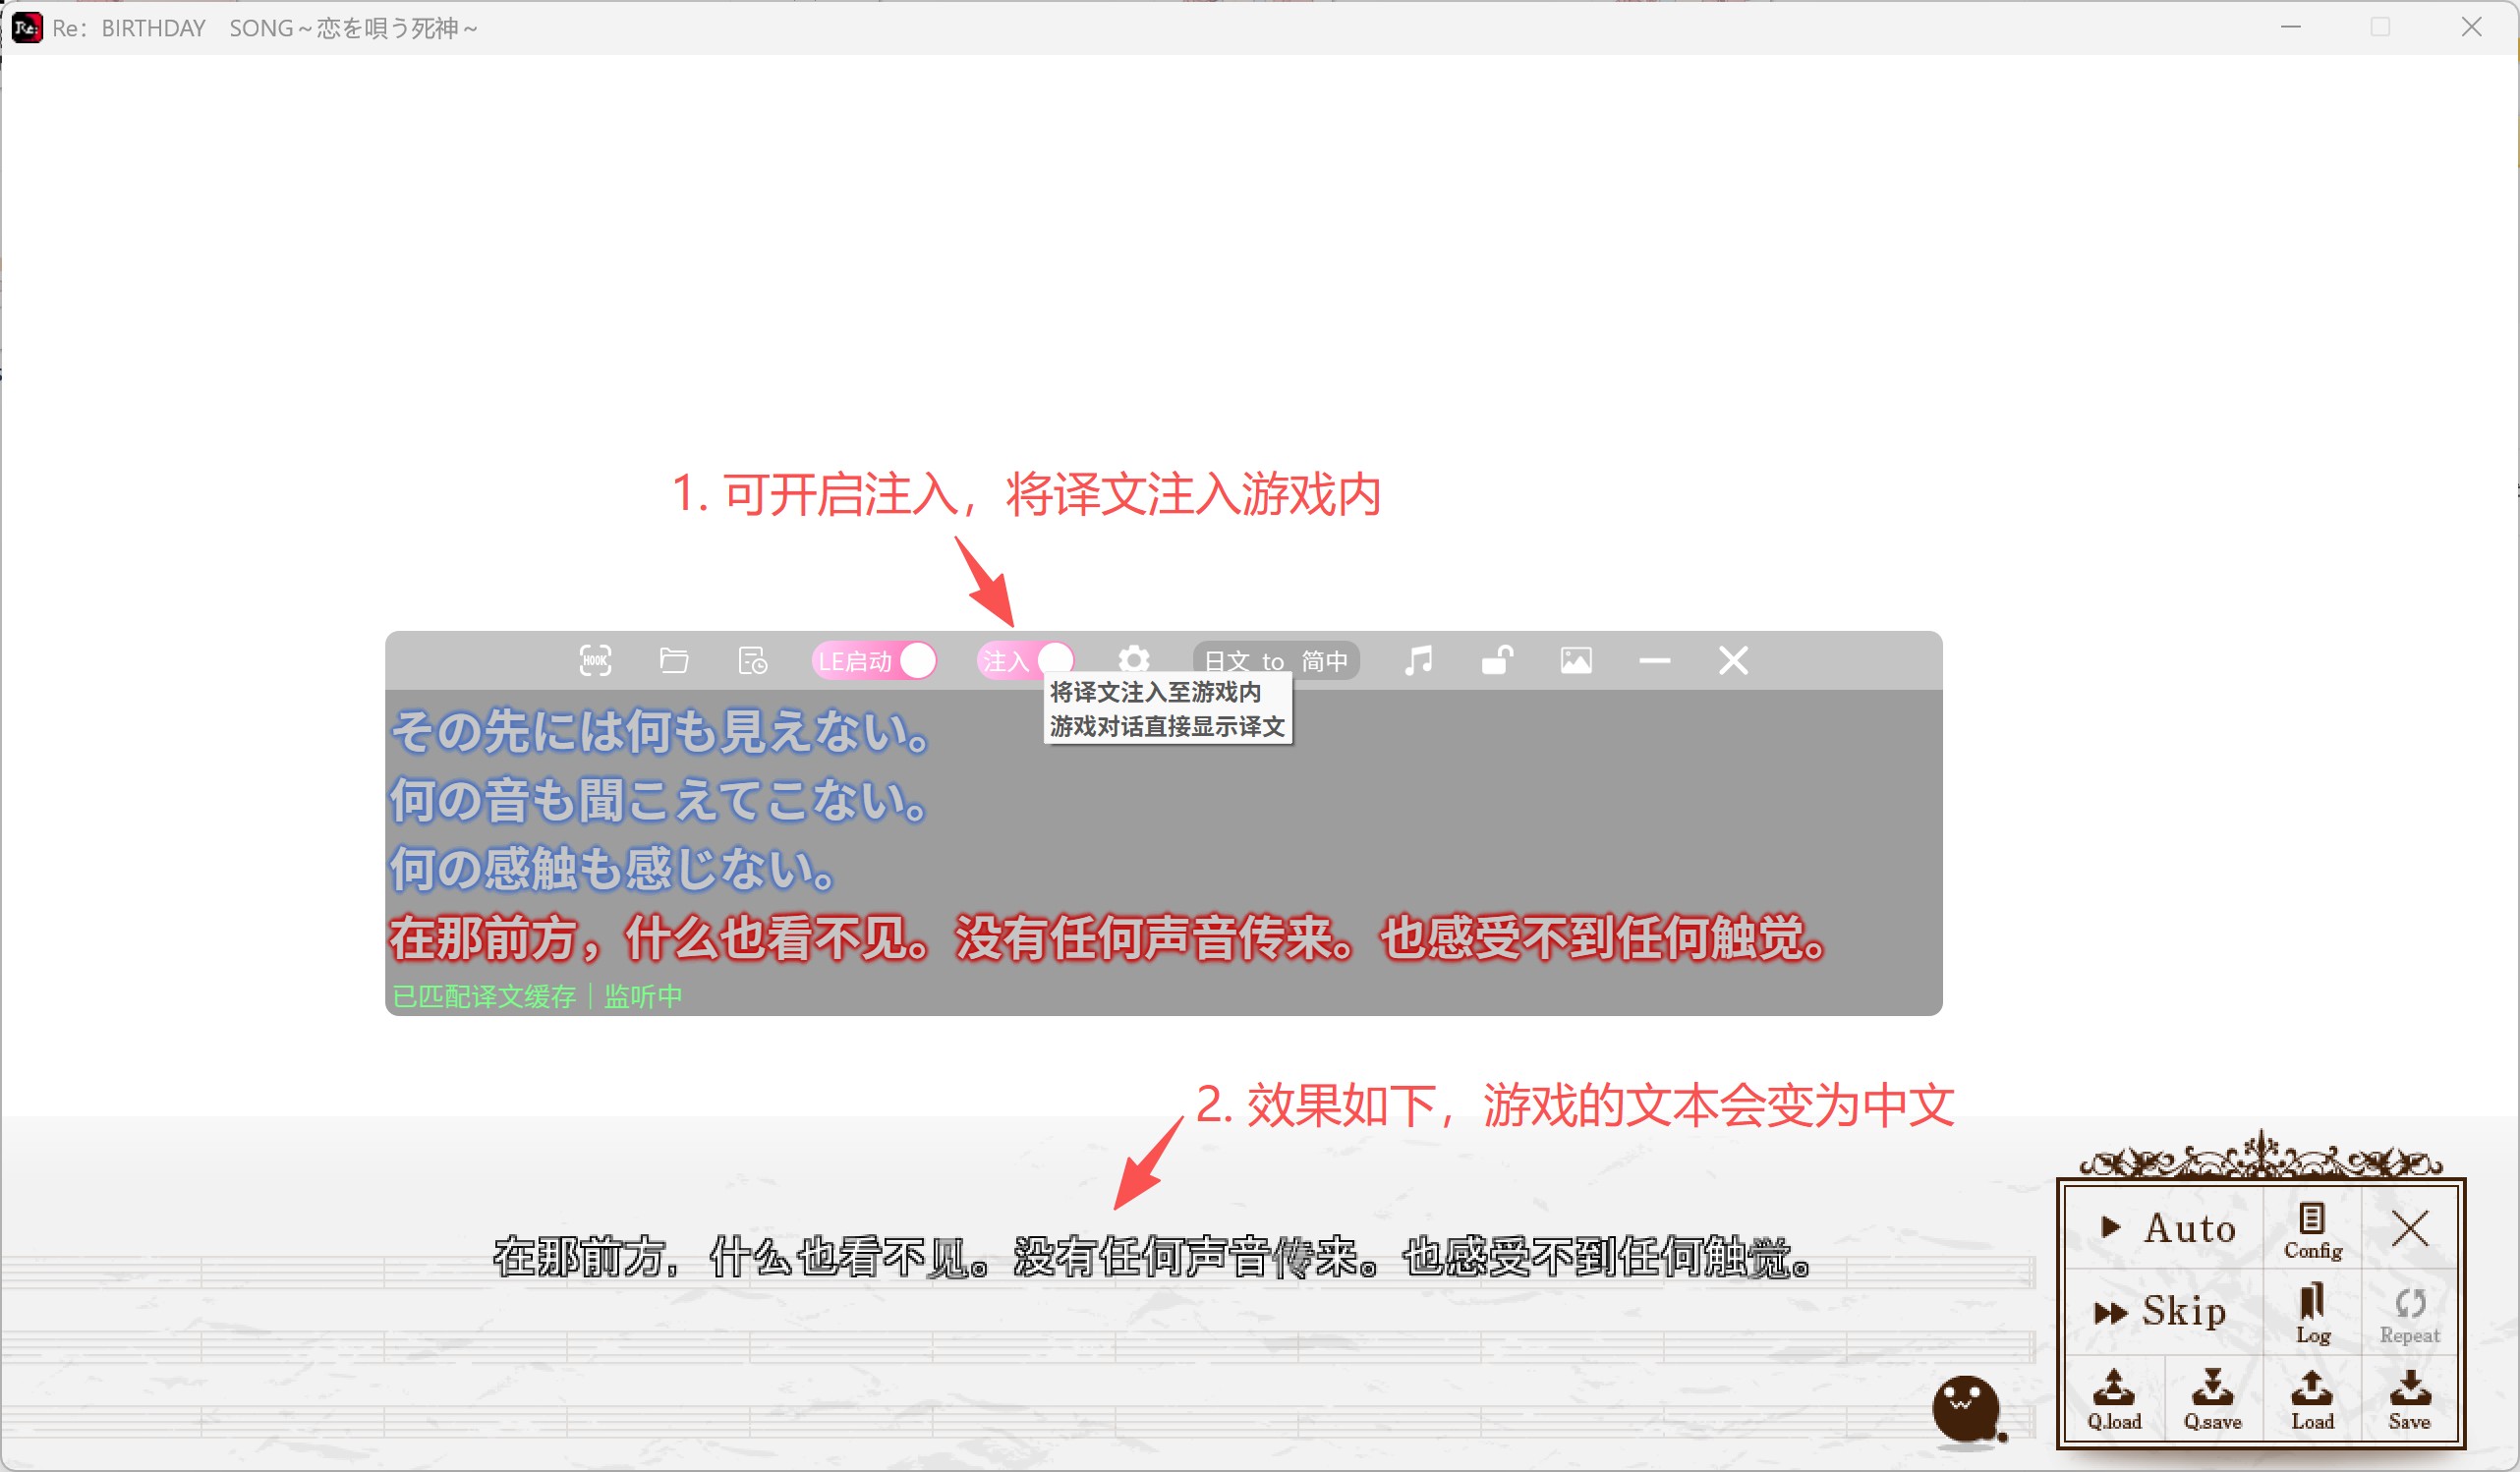 Re：BIRTHDAY　SONG～恋を唄う死神～
1. 可开启注入，将译文注入游戏内
HOOK
LE启动
注入
日文 to 简中
将译文注入至游戏内
游戏对话直接显示译文
その先には何も見えない。
何の音も聞こえてこない。
何の感触も感じない。
在那前方，什么也看不见。没有任何声音传来。也感受不到任何触觉。
已匹配译文缓存｜监听中
2. 效果如下，游戏的文本会变为中文
在那前方，什么也看不见。没有任何声音传来。也感受不到任何触觉。
Auto
Config
Skip
Log
Repeat
Q.load
Q.save
Load
Save